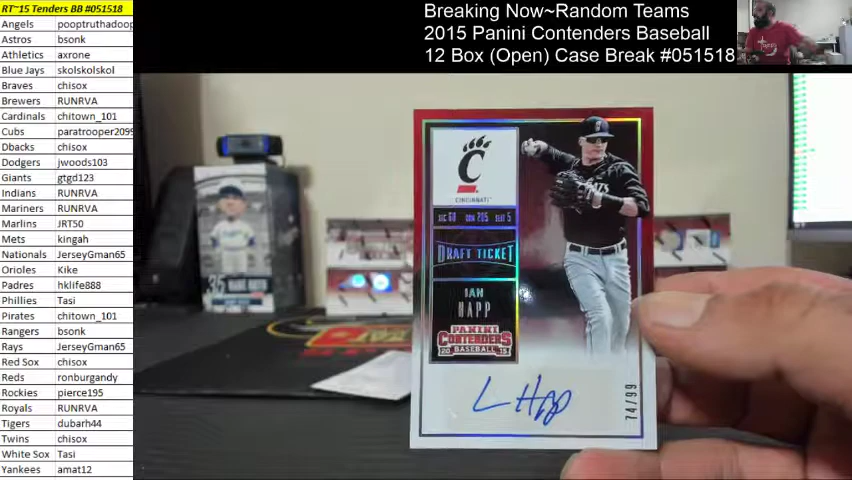 RT~15 Tenders BB #051518
Angels pooptruthadoop
Astros bsonk
Athletics axrone
Blue Jays skolskolskol
Braves chisox
Brewers RUNRVA
Cardinals chitown_101
Cubs paratrooper2099
Dbacks chisox
Dodgers jwoods103
Giants gtgd123
Indians RUNRVA
Mariners RUNRVA
Marlins JRT50
Mets kingah
Nationals JerseyGman65
Orioles Kike
Padres hklife888
Phillies Tasi
Pirates chitown_101
Rangers bsonk
Rays JerseyGman65
Red Sox chisox
Reds ronburgandy
Rockies pierce195
Royals RUNRVA
Tigers dubarh44
Twins chisox
White Sox Tasi
Yankees amat12
Breaking Now~Random Teams
2015 Panini Contenders Baseball
12 Box (Open) Case Break #051518
CINCINNATI
DRAFT TICKET
IAN
HAPP
PANINI
CONTENDERS
20 BASEBALL 15
74/99
35